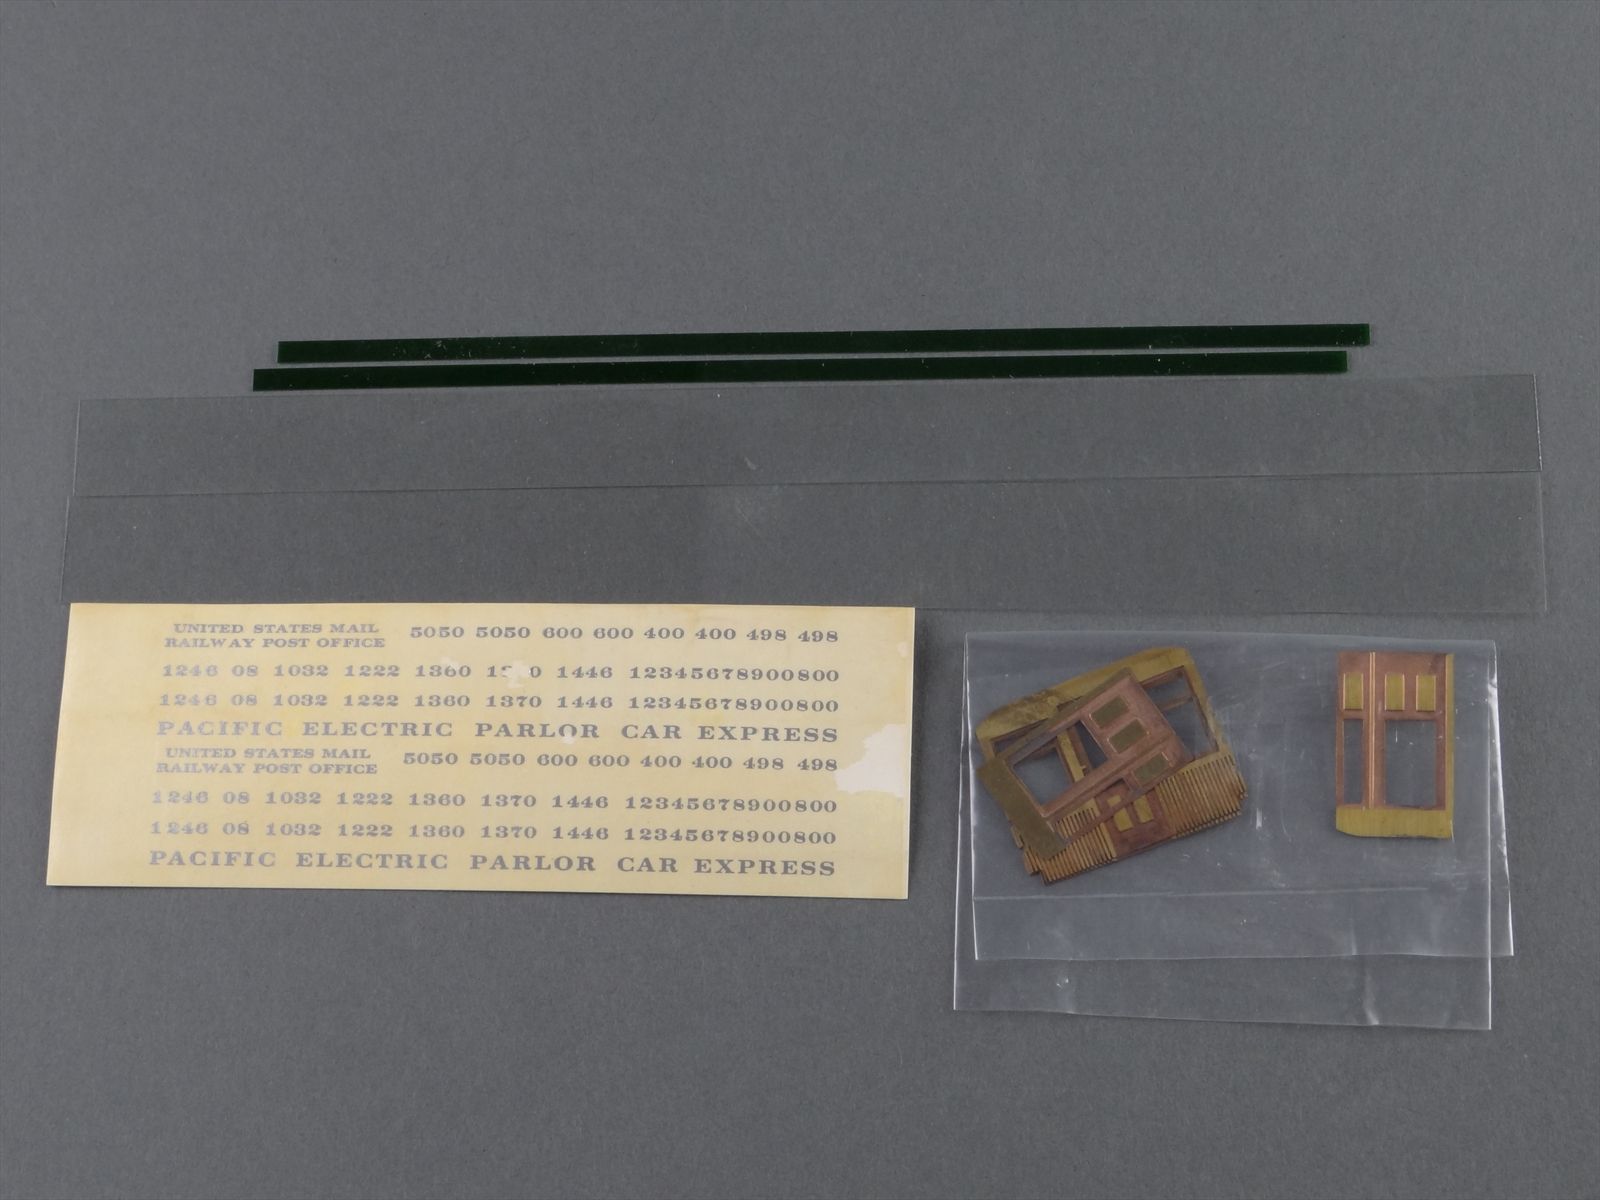 UNITED STATES MAIL
RAILWAY POST OFFICE
5050 5050 600 600 400 400 498 498
1246 08 1032 1222 1360 1446 12345678900800
1246 08 1032 1222 1360 1370 1446 12345678900800
PACIFIC ELECTRIC PARLOR CAR EXPRESS
UNITED STATES MAIL
RAILWAY POST OFFICE
5050 5050 600 600 400 400 498 498
1246 08 1032 1222 1360 1370 1446 12345678900800
1246 08 1032 1222 1360 1370 1446 12345678900800
PACIFIC ELECTRIC PARLOR CAR EXPRESS